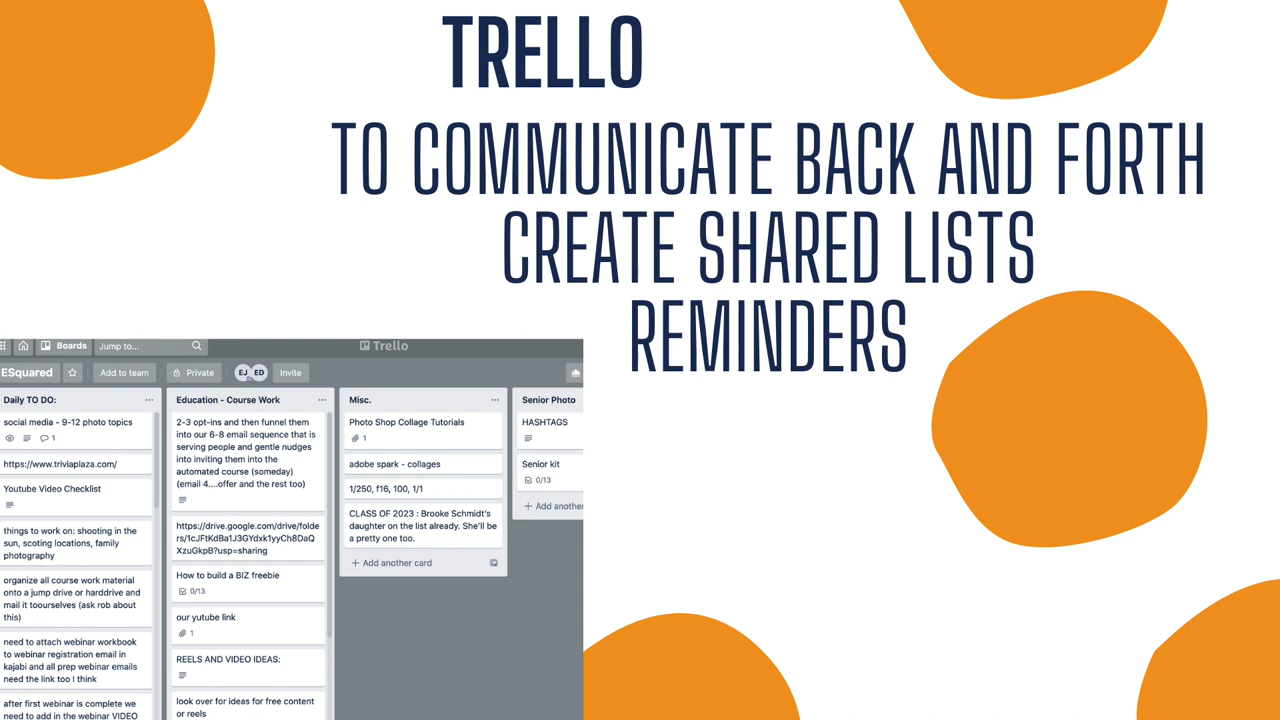 TRELLO
TO COMMUNICATE BACK AND FORTH
CREATE SHARED LISTS
REMINDERS
Boards
Jump to...
Trello
ESquared
Add to team
Private
EJ
ED
Invite
Daily TO DO:
social media - 9-12 photo topics
1
https://www.triviaplaza.com/
Youtube Video Checklist
things to work on: shooting in the
sun, scoting locations, family
photography
organize all course work material
onto a jump drive or harddrive and
mail it toourselves (ask rob about
this)
need to attach webinar workbook
to webinar registration email in
kajabi and all prep webinar emails
need the link too I think
after first webinar is complete we
need to add in the webinar VIDEO
Education - Course Work
2-3 opt-ins and then funnel them
into our 6-8 email sequence that is
serving people and gentle nudges
into inviting them into the
automated course (someday)
(email 4....offer and the rest too)
https://drive.google.com/drive/folde
rs/1cJFtKdBa1J3GYdxk1yyCh8DaQ
XzuGkpB?usp=sharing
How to build a BIZ freebie
0/13
our yutube link
1
REELS AND VIDEO IDEAS:
look over for ideas for free content
or reels
Misc.
Photo Shop Collage Tutorials
1
adobe spark - collages
1/250, f16, 100, 1/1
CLASS OF 2023 : Brooke Schmidt's
daughter on the list already. She'll be
a pretty one too.
+ Add another card
Senior Photo
HASHTAGS
Senior kit
0/13
+ Add another